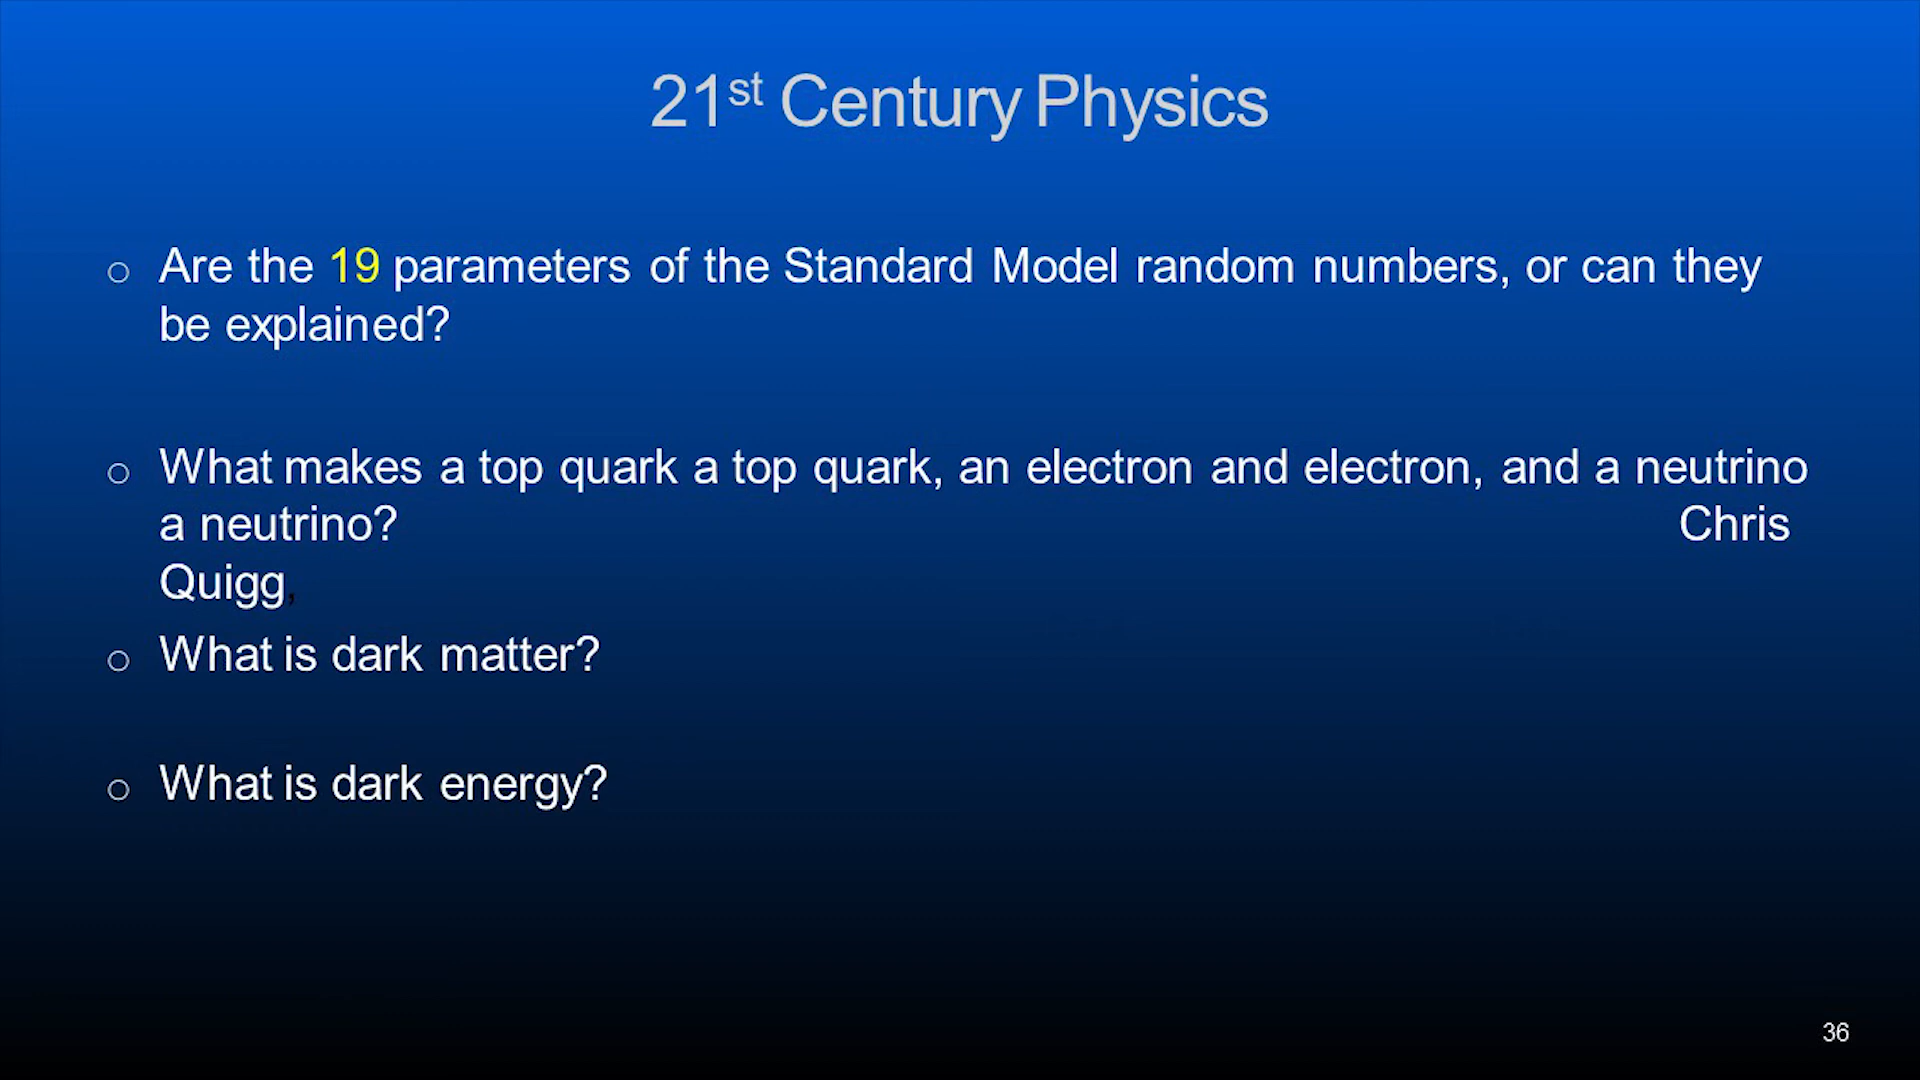 21st Century Physics
○ Are the 19 parameters of the Standard Model random numbers, or can they
be explained?
○ What makes a top quark a top quark, an electron and electron, and a neutrino
a neutrino? Chris
Quigg,
○ What is dark matter?
○ What is dark energy?
36